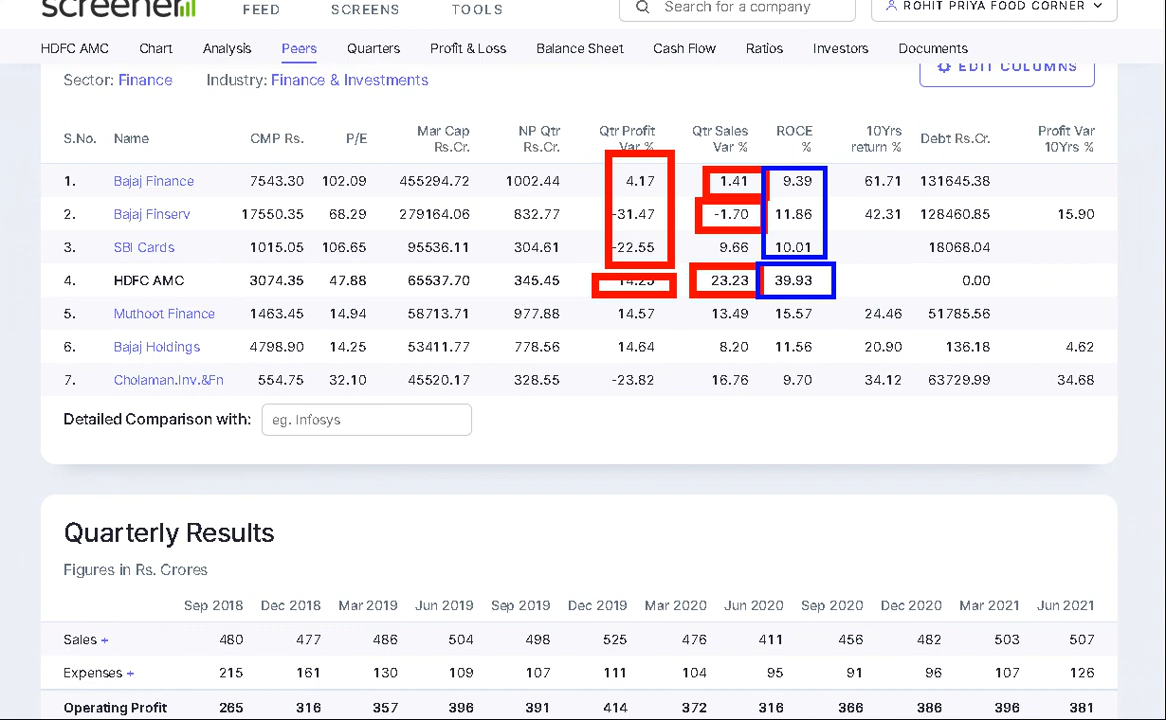 screener
FEED SCREENS TOOLS Search for a company ROHIT PRIYA FOOD CORNER
HDFC AMC Chart Analysis Peers Quarters Profit & Loss Balance Sheet Cash Flow Ratios Investors Documents
Sector: Finance Industry: Finance & Investments EDIT COLUMNS
S.No. Name CMP Rs. P/E Mar Cap Rs.Cr. NP Qtr Rs.Cr. Qtr Profit Var % Qtr Sales Var % ROCE % 10Yrs return % Debt Rs.Cr. Profit Var 10Yrs %
1. Bajaj Finance 7543.30 102.09 455294.72 1002.44 4.17 1.41 9.39 61.71 131645.38
2. Bajaj Finserv 17550.35 68.29 279164.06 832.77 -31.47 -1.70 11.86 42.31 128460.85 15.90
3. SBI Cards 1015.05 106.65 95536.11 304.61 -22.55 9.66 10.01 18068.04
4. HDFC AMC 3074.35 47.88 65537.70 345.45 14.25 23.23 39.93 0.00
5. Muthoot Finance 1463.45 14.94 58713.71 977.88 14.57 13.49 15.57 24.46 51785.56
6. Bajaj Holdings 4798.90 14.25 53411.77 778.56 14.64 8.20 11.56 20.90 136.18 4.62
7. Cholaman.Inv.&Fn 554.75 32.10 45520.17 328.55 -23.82 16.76 9.70 34.12 63729.99 34.68
Detailed Comparison with: eg. Infosys
Quarterly Results
Figures in Rs. Crores
Sep 2018 Dec 2018 Mar 2019 Jun 2019 Sep 2019 Dec 2019 Mar 2020 Jun 2020 Sep 2020 Dec 2020 Mar 2021 Jun 2021
Sales + 480 477 486 504 498 525 476 411 456 482 503 507
Expenses + 215 161 130 109 107 111 104 95 91 96 107 126
Operating Profit 265 316 357 396 391 414 372 316 366 386 396 381